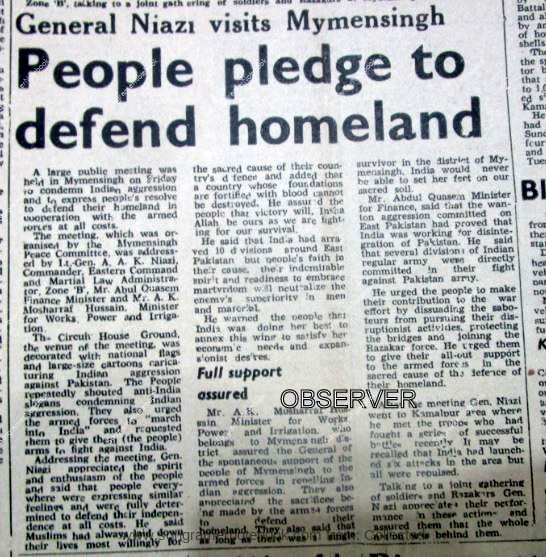 Zone 'B', talking to a joint gathering of soldiers and
General Niazi visits Mymensingh
People pledge to
defend homeland
A large public meeting was
held in Mymensingh on Friday
to condemn Indian aggression
and to express people's resolve
to defend their homeland in
cooperation with the armed
forces at all costs.
The meeting, which was or-
ganised by the Mymensingh
Peace Committee, was address-
ed by Lt.Gen. A. A. K. Niazi,
Commander, Eastern Command
and Martial Law Administra-
tor, Zone 'B', Mr. Abul Quasem
Finance Minister and Mr. A. K.
Mosharraf Hussain, Minister
for Works, Power and Irriga-
tion.
The Circuit House Ground,
the venue of the meeting, was
decorated with national flags
and large-size cartoons carica-
turing Indian aggression
against Pakistan. The People
repeatedly shouted anti-India
slogans condemning Indian
aggression. They also urged
the armed forces to "march
into India" and requested
them to give them (the people)
arms to fight against India.
Addressing the meeting, Gen.
Niazi appreciated the spirit
and enthusiasm of the people
and said that people every-
where were expressing similar
feelings and were fully deter-
mined to defend their indepen-
dence at all costs. He said
Muslims had always
their lives most willingly for
the sacred cause of their coun-
try's defence and added that
a country whose foundations
are fortified with blood cannot
be destroyed. He assured the
people that victory will, Insha
Allah be ours as we are fight-
ing for our survival.
He said that India had arra-
yed 10 divisions around East
Pakistan but people's faith in
their cause, their indomitable
spirit and readiness to embrace
martyrdom will neutralize the
enemy's superiority in men
and material.
He warned the people that
India was doing her best to
annex this wing to satisfy her
economic needs and expan-
sionist desires.
Full support
assured
Mr. A.K. Mosharraf Hus-
sain Minister for Works
Power and Irrigation, who
belongs to Mymensingh dis-
trict assured the General of
the spontaneous support of the
people of Mymensingh to the
armed forces in repelling In-
dian aggression. They also
appreciated the sacrifices be-
ing made by the armed forces
to defend their
homeland. They also said that
as long as there was
survivor in the district of My-
mensingh, India would never
be able to set her feet on our
sacred soil.
Mr. Abdul Quasem Minister
for Finance, said that the wan-
ton aggression committed on
East Pakistan had proved that
India was working for disinte-
gration of Pakistan. He said
that several divisions of Indian
regular army were directly
committed in their fight
against Pakistan army.
He urged the people to make
their contribution to the war
effort by dissuading the sabo-
teurs from pursuing their dis-
ruptionist activities, protecting
the bridges and joining the
Razakar force. He urged them
to give their all-out support
to the armed forces in the
sacred cause of the defence of
their homeland.
OBSERVER
the meeting Gen. Niazi
went to Kamalpur area where
he met the troops who had
fought a series of successful
battles recently It may be
recalled that India had launch-
ed six attacks in the area but
all were repulsed.
Talking to a joint gathering
of soldiers and Razakars Gen.
Niazi appreciated their perfor-
mance in these actions and
assured them that the whole
was behind them.